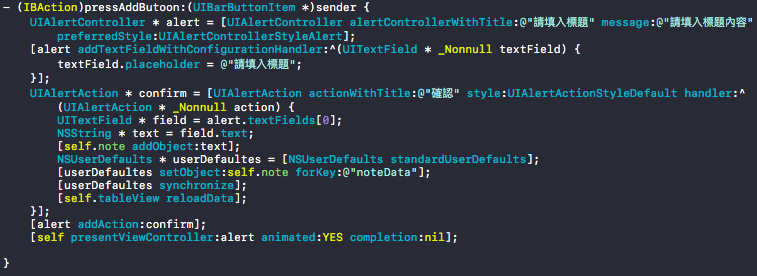 - (IBAction)pressAddButoon:(UIBarButtonItem *)sender {
    UIAlertController * alert = [UIAlertController alertControllerWithTitle:@"請填入標題" message:@"請填入標題內容"
        preferredStyle:UIAlertControllerStyleAlert];
    [alert addTextFieldWithConfigurationHandler:^(UITextField * _Nonnull textField) {
        textField.placeholder = @"請填入標題";
    }];
    UIAlertAction * confirm = [UIAlertAction actionWithTitle:@"確認" style:UIAlertActionStyleDefault handler:^
        (UIAlertAction * _Nonnull action) {
        UITextField * field = alert.textFields[0];
        NSString * text = field.text;
        [self.note addObject:text];
        NSUserDefaults * userDefaultes = [NSUserDefaults standardUserDefaults];
        [userDefaultes setObject:self.note forKey:@"noteData"];
        [userDefaultes synchronize];
        [self.tableView reloadData];
    }];
    [alert addAction:confirm];
    [self presentViewController:alert animated:YES completion:nil];
}